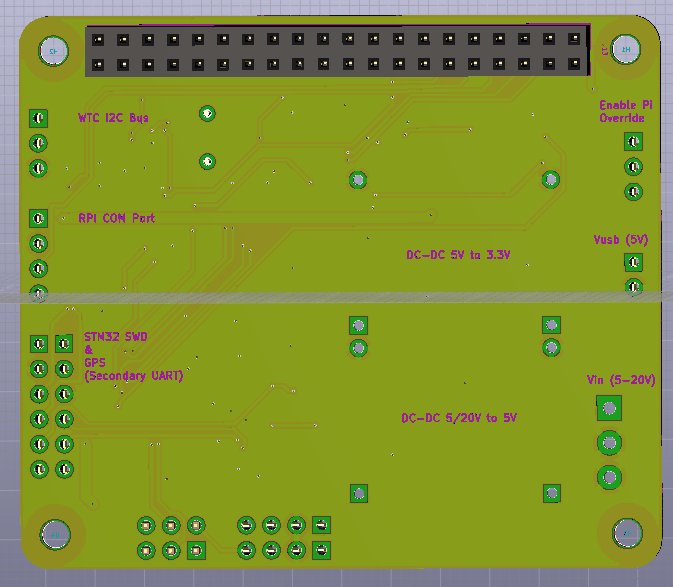 Enable Pi
Override
WTC I2C Bus
RPI COM Port
Vusb (5V)
DC-DC 5V to 3.3V
STM32 SWD
&
GPS
(Secondary UART)
Vin (5-20V)
DC-DC 5/20V to 5V